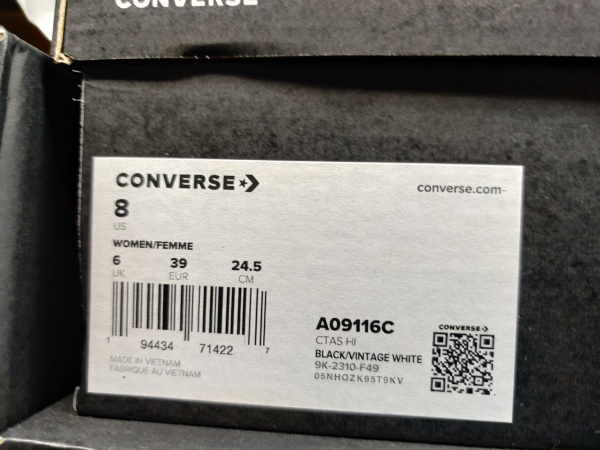 CONVERSE
CONVERSE
converse.com
8
US
WOMEN/FEMME
6 39 24.5
UK EUR CM
1 94434 71422 7
MADE IN VIETNAM
FABRIQUE AU VIETNAM
A09116C
CTAS HI
BLACK/VINTAGE WHITE
9K-2310-F49
05NHQZK95T9KV
CONVERSE